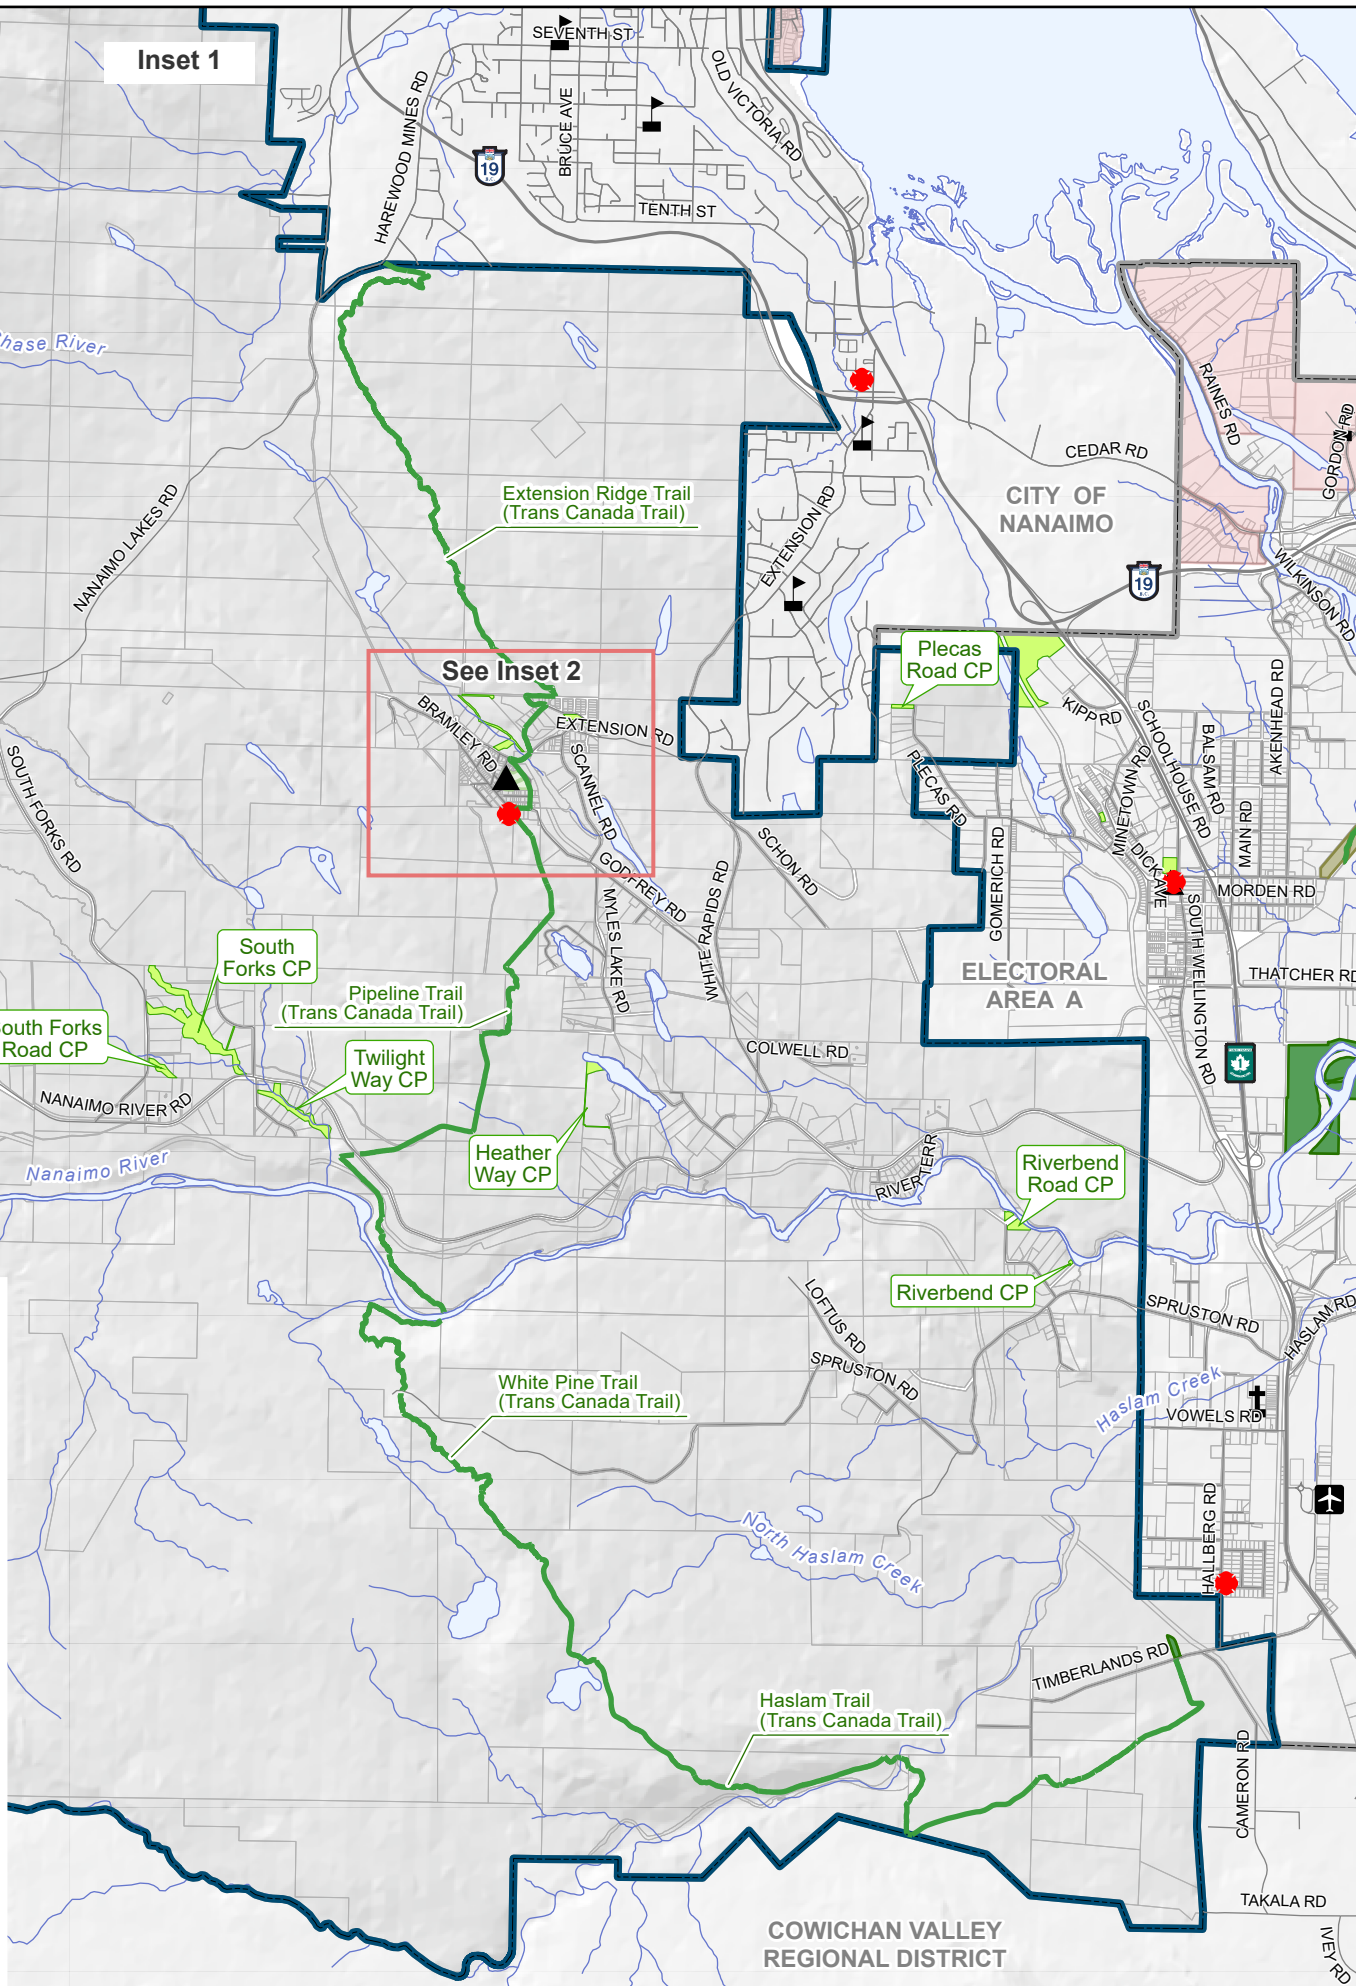 Inset 1
SEVENTH ST
OLD VICTORIA RD
HAREWOOD MINES RD
BRUCE AVE
19
B.C.
TENTH ST
Chase River
RAINES RD
GORDON RD
CEDAR RD
CITY OF
NANAIMO
Extension Ridge Trail
(Trans Canada Trail)
NANAIMO LAKES RD
EXTENSION RD
19
B.C.
WILKINSON RD
See Inset 2
Plecas
Road CP
BRAMLEY RD
EXTENSION RD
SCANNEL RD
KIPP RD
SCHOOLHOUSE RD
BALSAM RD
AKENHEAD RD
SOUTH FORKS RD
PLECAS RD
MINETOWN RD
MAIN RD
GODFREY RD
SCHON RD
GOMERICH RD
DICK AVE
MORDEN RD
MYLES LAKE RD
WHITE RAPIDS RD
SOUTH WELLINGTON RD
South
Forks CP
ELECTORAL
AREA A
THATCHER RD
Pipeline Trail
(Trans Canada Trail)
South Forks
Road CP
Twilight
Way CP
COLWELL RD
1
NANAIMO RIVER RD
Heather
Way CP
Nanaimo River
RIVER TERR
Riverbend
Road CP
Riverbend CP
LOFTUS RD
SPRUSTON RD
SPRUSTON RD
HASLAM RD
White Pine Trail
(Trans Canada Trail)
Haslam Creek
VOWELS RD
HALLBERG RD
North Haslam Creek
TIMBERLANDS RD
Haslam Trail
(Trans Canada Trail)
CAMERON RD
TAKALA RD
COWICHAN VALLEY
REGIONAL DISTRICT
IVEY RD